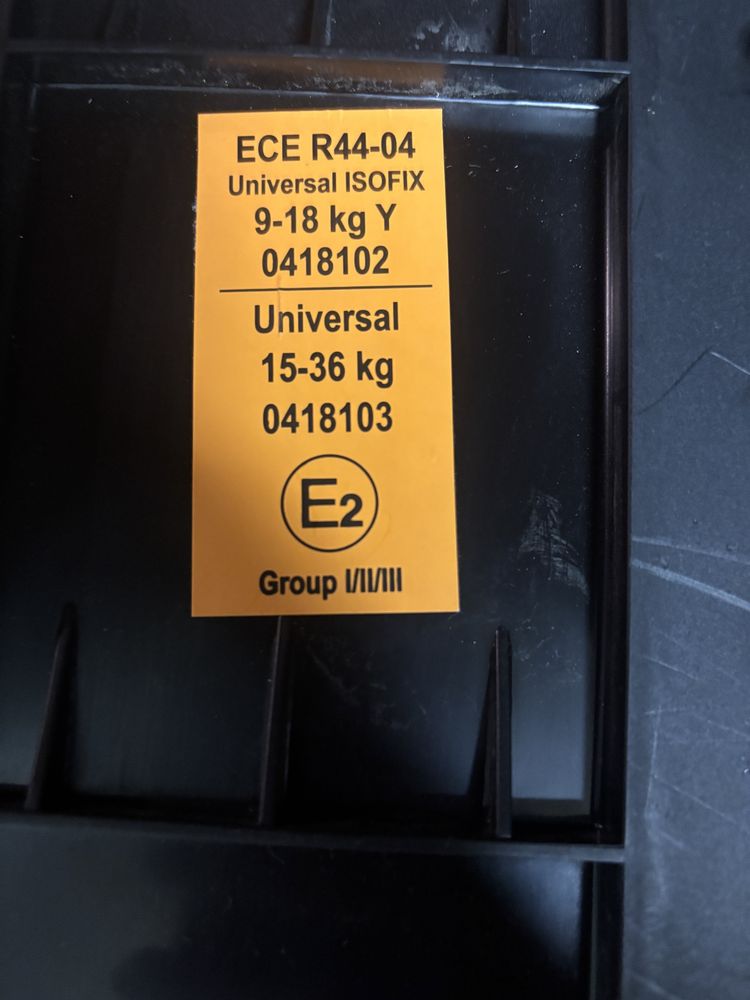 ECE R44-04
Universal ISOFIX
9-18 kg Y
0418102
Universal
15-36 kg
0418103
E2
Group I/II/III